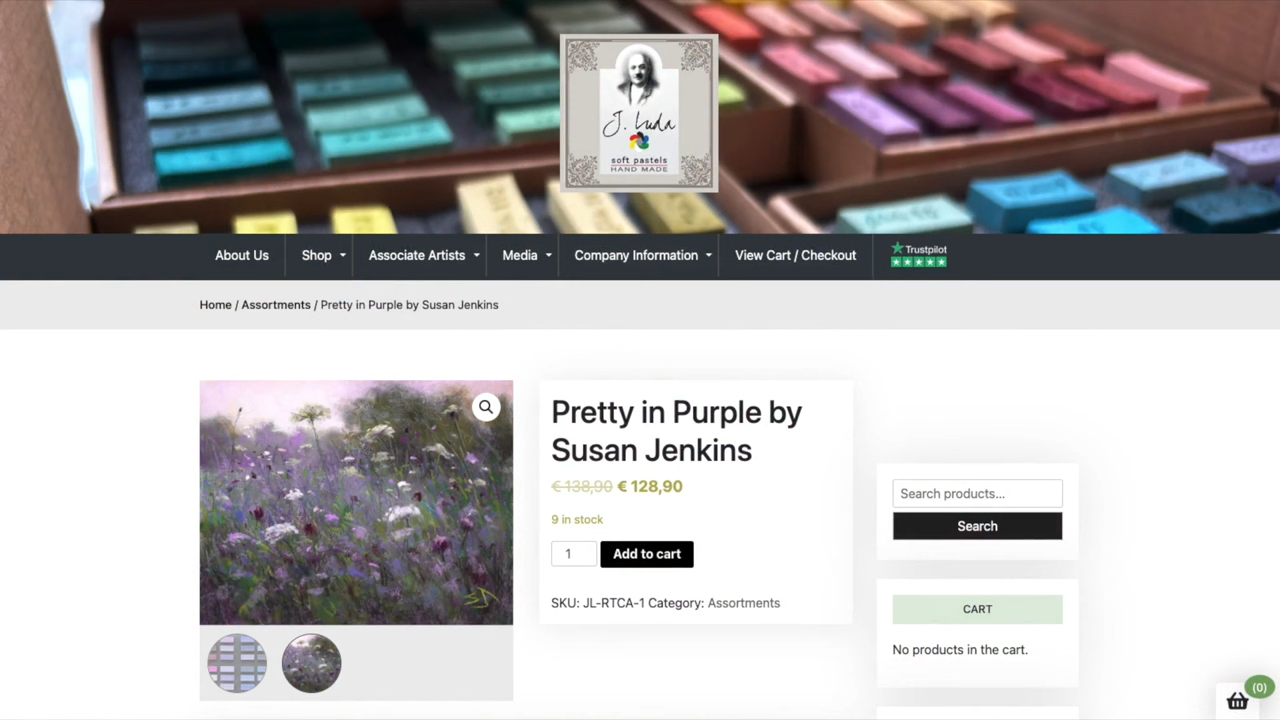 J. Luda
soft pastels
HAND MADE
About Us
Shop
Associate Artists
Media
Company Information
View Cart / Checkout
Trustpilot
Home / Assortments / Pretty in Purple by Susan Jenkins
Pretty in Purple by
Susan Jenkins
€ 138,90 € 128,90
9 in stock
1
Add to cart
SKU: JL-RTCA-1 Category: Assortments
Search products...
Search
CART
No products in the cart.
(0)